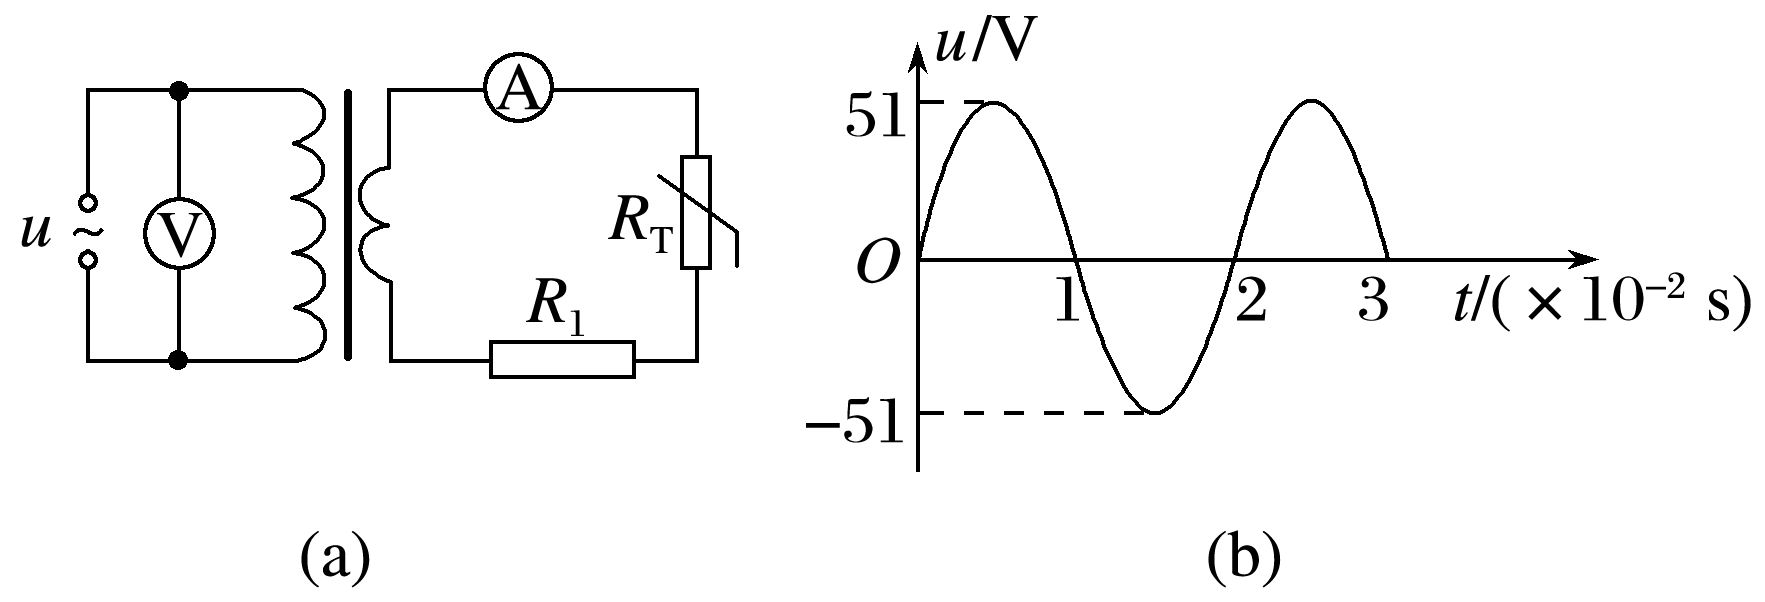 A
V
u
~
R_T
R_1
(a)
u/V
51
O
1
2
3
t/(×10⁻² s)
−51
(b)